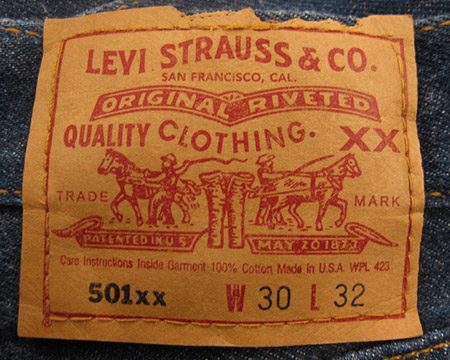 LEVI STRAUSS & CO.
SAN FRANCISCO, CAL.
ORIGINAL RIVETED
QUALITY CLOTHING. XX
TRADE MARK
PATENTED IN U.S. MAY 20 1873
Care Instructions Inside Garment 100% Cotton Made in U.S.A. WPL 423
501xx W 30 L 32